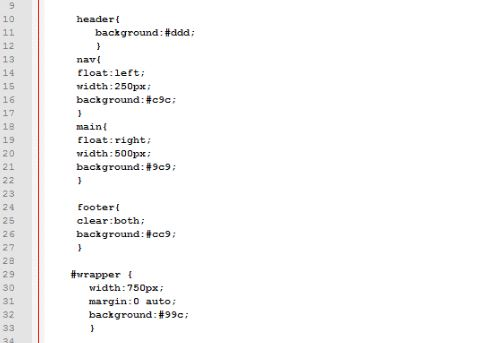 9
10 header{
11 background:#ddd;
12 }
13 nav{
14 float:left;
15 width:250px;
16 background:#c9c;
17 }
18 main{
19 float:right;
20 width:500px;
21 background:#9c9;
22 }
23
24 footer{
25 clear:both;
26 background:#cc9;
27 }
28
29 #wrapper {
30 width:750px;
31 margin:0 auto;
32 background:#99c;
33 }
34